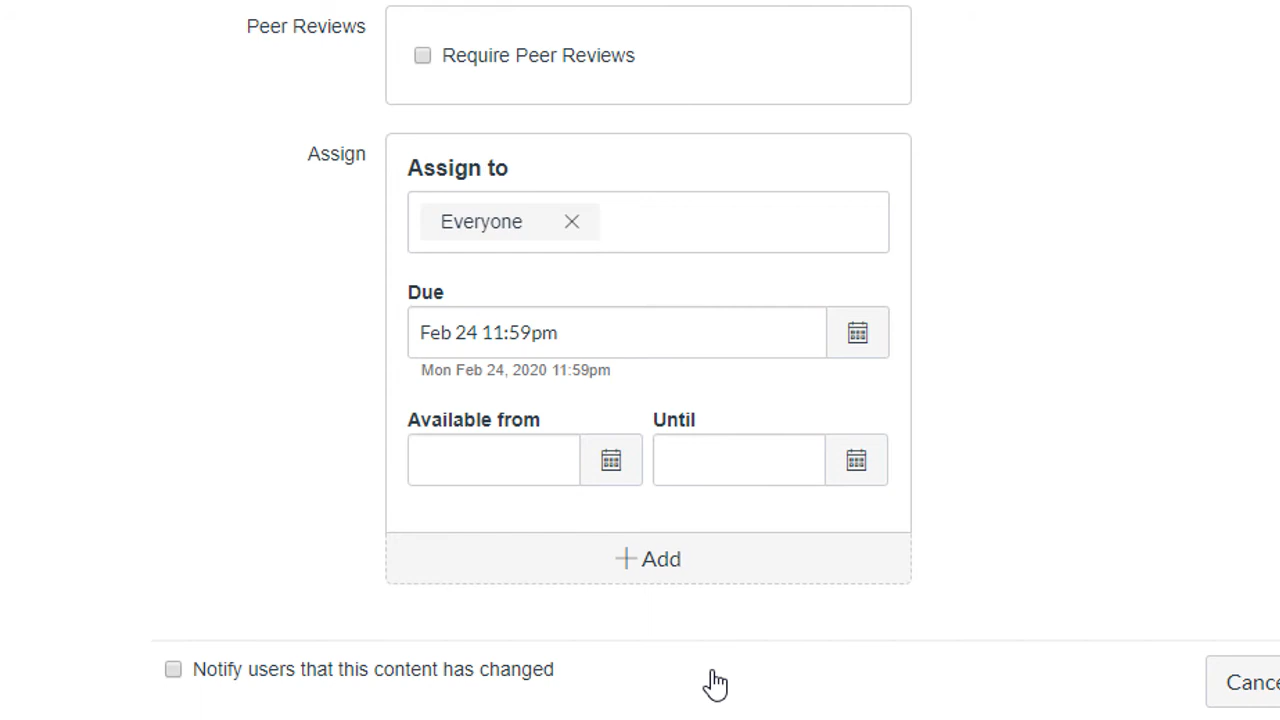 Peer Reviews
Require Peer Reviews
Assign
Assign to
Everyone
Due
Feb 24 11:59pm
Mon Feb 24, 2020 11:59pm
Available from
Until
+ Add
Notify users that this content has changed
Cance